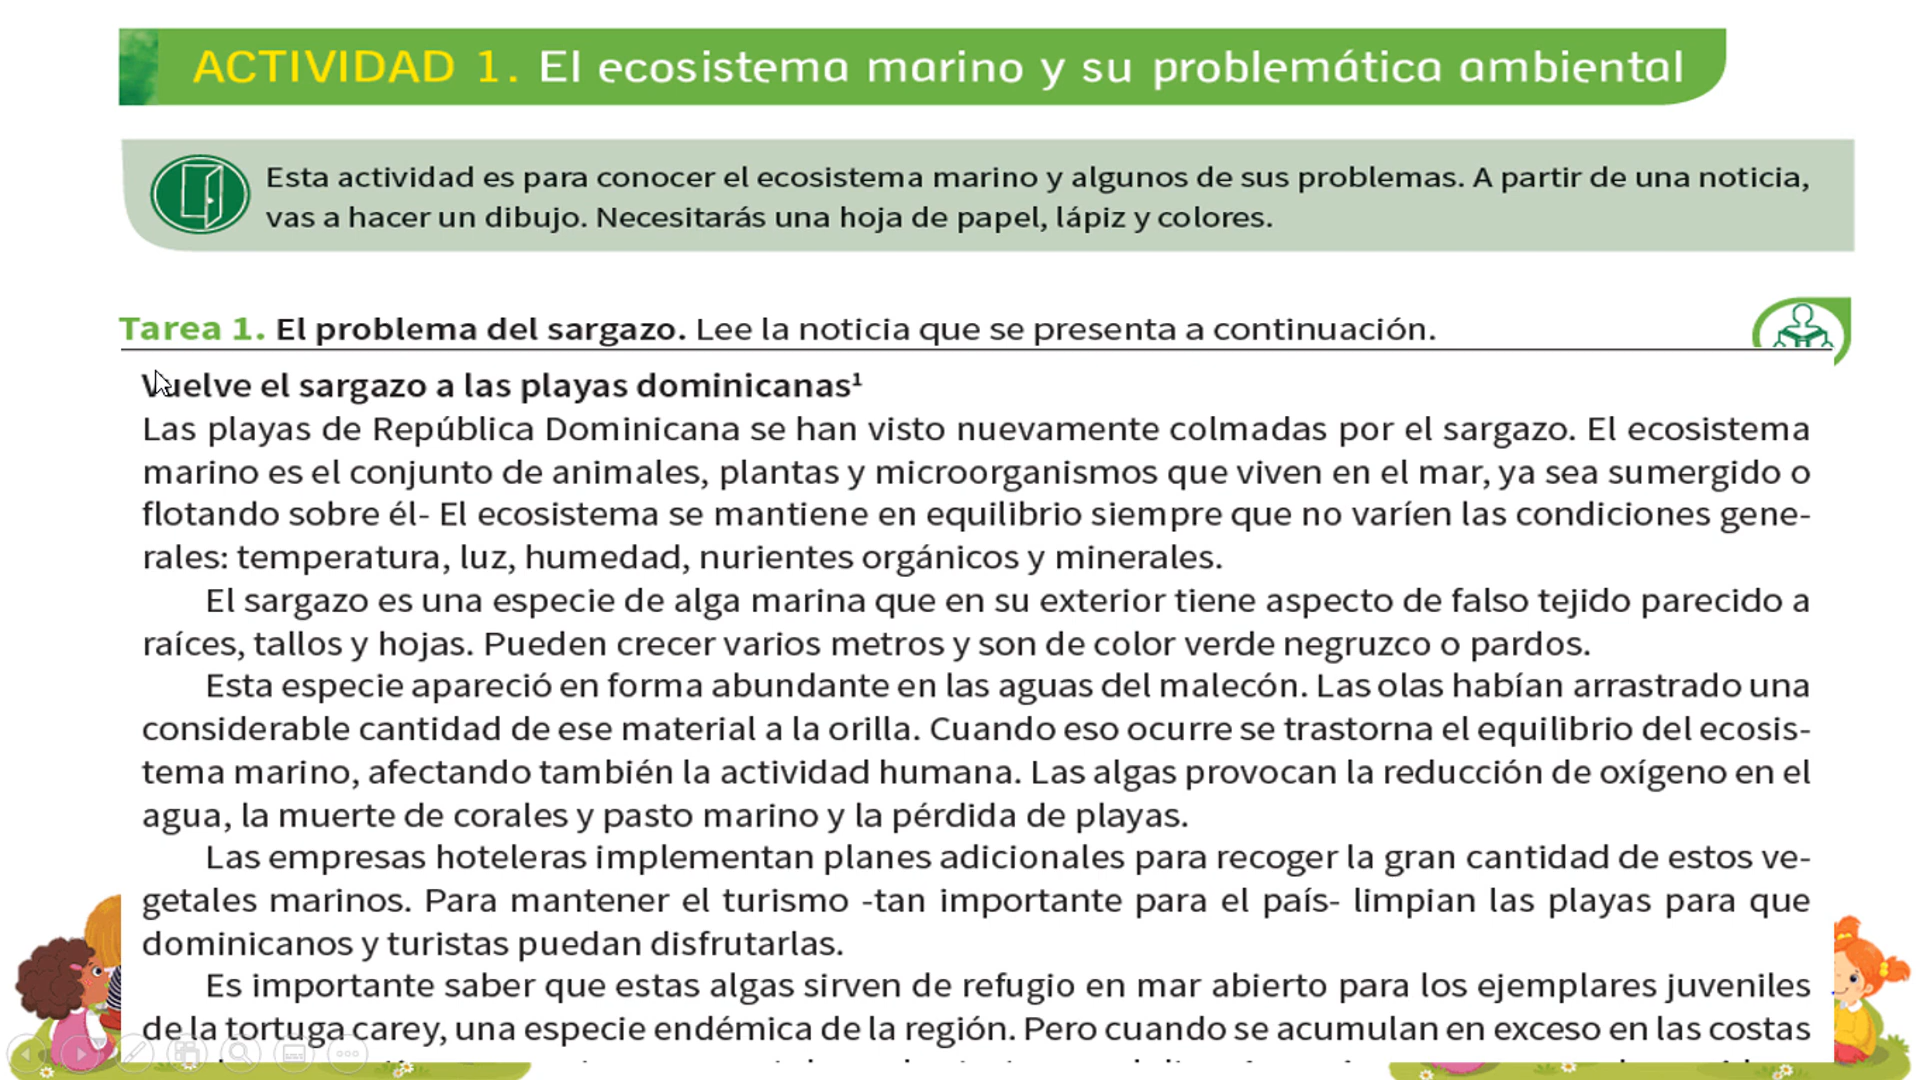 ACTIVIDAD 1. El ecosistema marino y su problemática ambiental
Esta actividad es para conocer el ecosistema marino y algunos de sus problemas. A partir de una noticia,
vas a hacer un dibujo. Necesitarás una hoja de papel, lápiz y colores.
Tarea 1. El problema del sargazo. Lee la noticia que se presenta a continuación.
Vuelve el sargazo a las playas dominicanas¹
Las playas de República Dominicana se han visto nuevamente colmadas por el sargazo. El ecosistema
marino es el conjunto de animales, plantas y microorganismos que viven en el mar, ya sea sumergido o
flotando sobre él- El ecosistema se mantiene en equilibrio siempre que no varíen las condiciones gene-
rales: temperatura, luz, humedad, nurientes orgánicos y minerales.
El sargazo es una especie de alga marina que en su exterior tiene aspecto de falso tejido parecido a
raíces, tallos y hojas. Pueden crecer varios metros y son de color verde negruzco o pardos.
Esta especie apareció en forma abundante en las aguas del malecón. Las olas habían arrastrado una
considerable cantidad de ese material a la orilla. Cuando eso ocurre se trastorna el equilibrio del ecosis-
tema marino, afectando también la actividad humana. Las algas provocan la reducción de oxígeno en el
agua, la muerte de corales y pasto marino y la pérdida de playas.
Las empresas hoteleras implementan planes adicionales para recoger la gran cantidad de estos ve-
getales marinos. Para mantener el turismo -tan importante para el país- limpian las playas para que
dominicanos y turistas puedan disfrutarlas.
Es importante saber que estas algas sirven de refugio en mar abierto para los ejemplares juveniles
de la tortuga carey, una especie endémica de la región. Pero cuando se acumulan en exceso en las costas